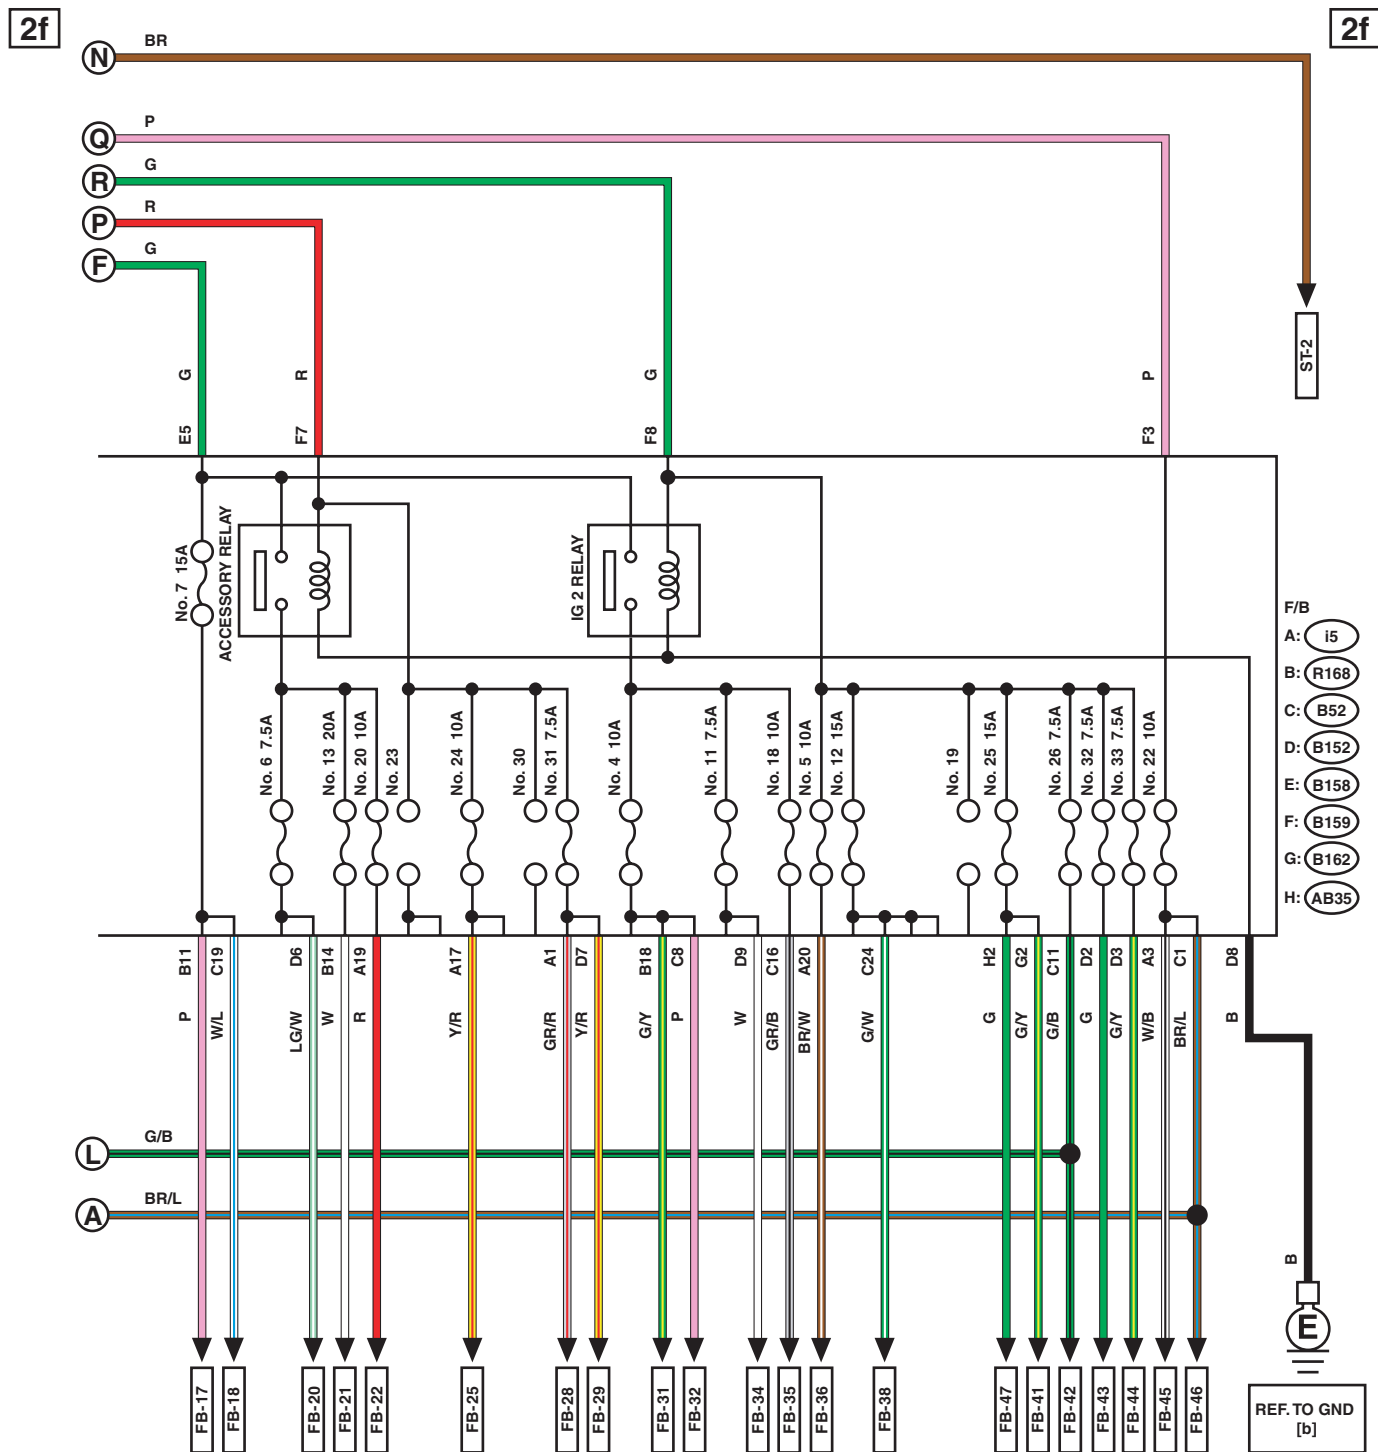 2f
2f
N
BR
Q
P
R
G
P
R
F
G
G
R
G
P
ST-2
E5
F7
F8
F3
No. 7 15A
ACCESSORY RELAY
IG 2 RELAY
F/B
A: i5
B: R168
C: B52
D: B152
E: B158
F: B159
G: B162
H: AB35
No. 6 7.5A
No. 13 20A
No. 20 10A
No. 23
No. 24 10A
No. 30
No. 31 7.5A
No. 4 10A
No. 11 7.5A
No. 18 10A
No. 5 10A
No. 12 15A
No. 19
No. 25 15A
No. 26 7.5A
No. 32 7.5A
No. 33 7.5A
No. 22 10A
B11
C19
D6
B14
A19
A17
A1
D7
B18
C8
D9
C16
A20
C24
H2
G2
C11
D2
D3
A3
C1
D8
P
W/L
LG/W
W
R
Y/R
GR/R
Y/R
G/Y
P
W
GR/B
BR/W
G/W
G
G/Y
G/B
G
G/Y
W/B
BR/L
B
L
G/B
A
BR/L
B
E
FB-17
FB-18
FB-20
FB-21
FB-22
FB-25
FB-28
FB-29
FB-31
FB-32
FB-34
FB-35
FB-36
FB-38
FB-47
FB-41
FB-42
FB-43
FB-44
FB-45
FB-46
REF. TO GND
[b]